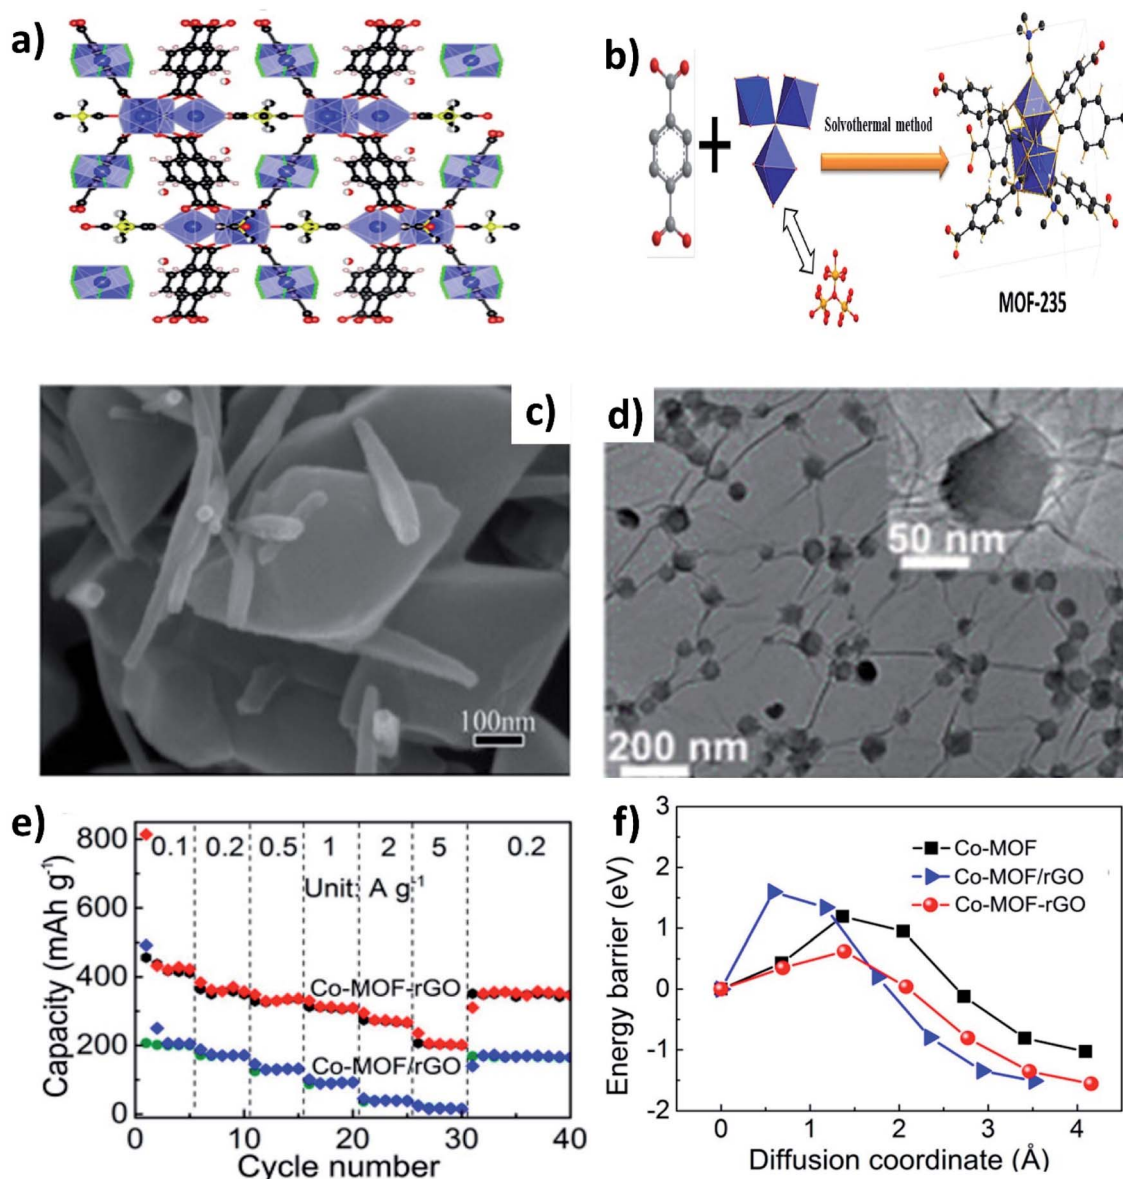 a)
b)
Solvothermal method
MOF-235
c)
100nm
d)
50 nm
200 nm
e)
800
600
400
200
0
0.1 0.2 0.5 1 2 5 0.2
Unit: A g⁻¹
Co-MOF-rGO
Co-MOF/rGO
Capacity (mAh g⁻¹)
0 10 20 30 40
Cycle number
f)
3
2
1
0
-1
-2
Co-MOF
Co-MOF/rGO
Co-MOF-rGO
Energy barrier (eV)
0 1 2 3 4
Diffusion coordinate (Å)